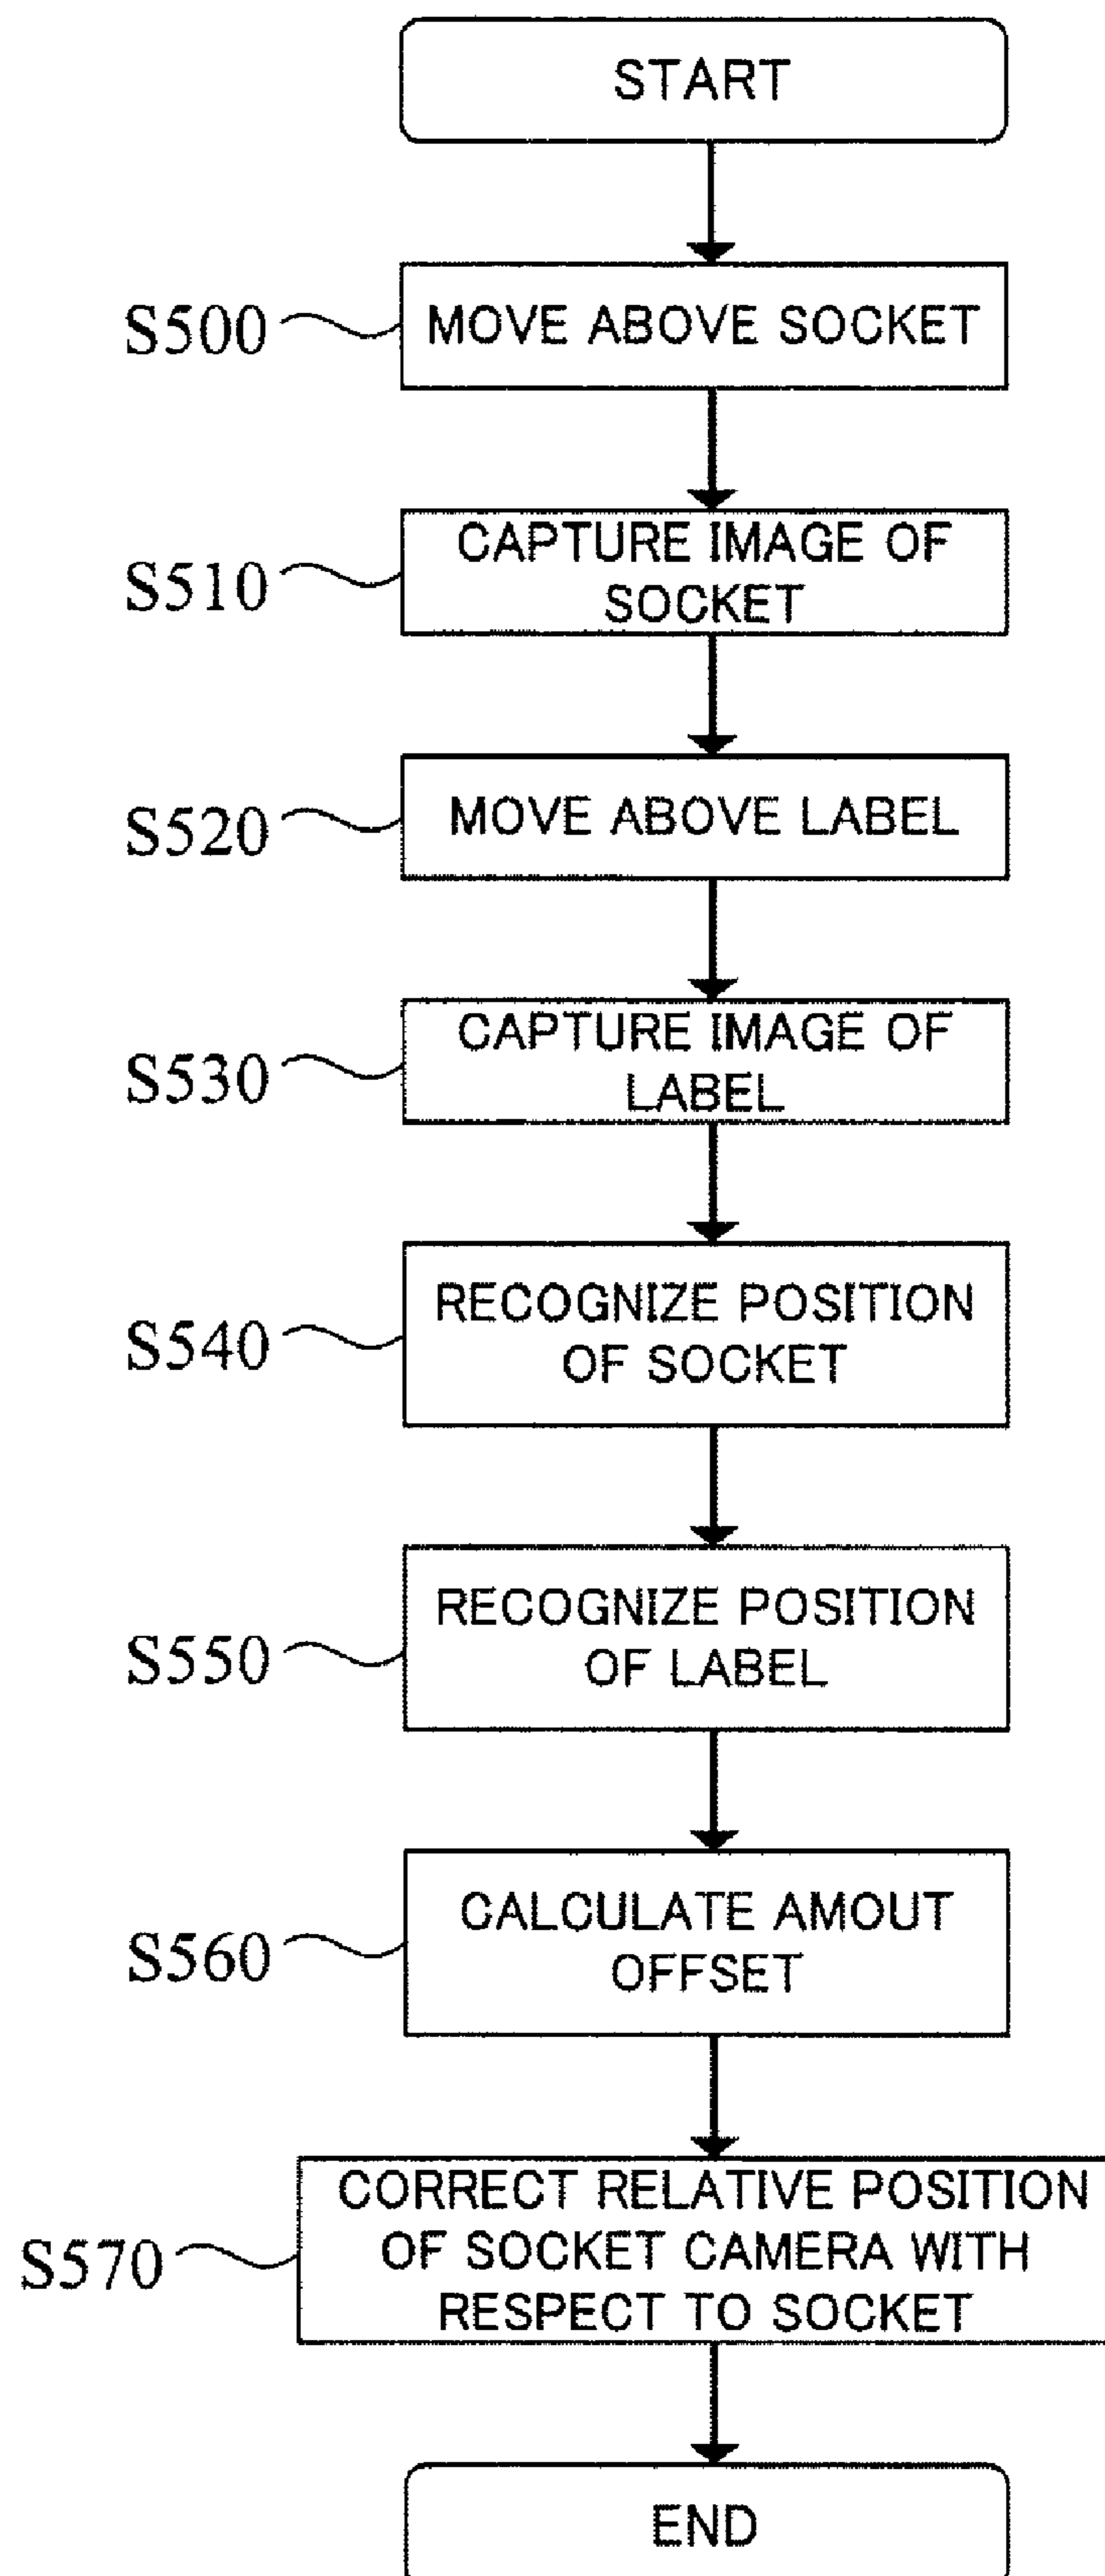 START
S500
MOVE ABOVE SOCKET
S510
CAPTURE IMAGE OF
SOCKET
S520
MOVE ABOVE LABEL
S530
CAPTURE IMAGE OF
LABEL
S540
RECOGNIZE POSITION
OF SOCKET
S550
RECOGNIZE POSITION
OF LABEL
S560
CALCULATE AMOUT
OFFSET
S570
CORRECT RELATIVE POSITION
OF SOCKET CAMERA WITH
RESPECT TO SOCKET
END